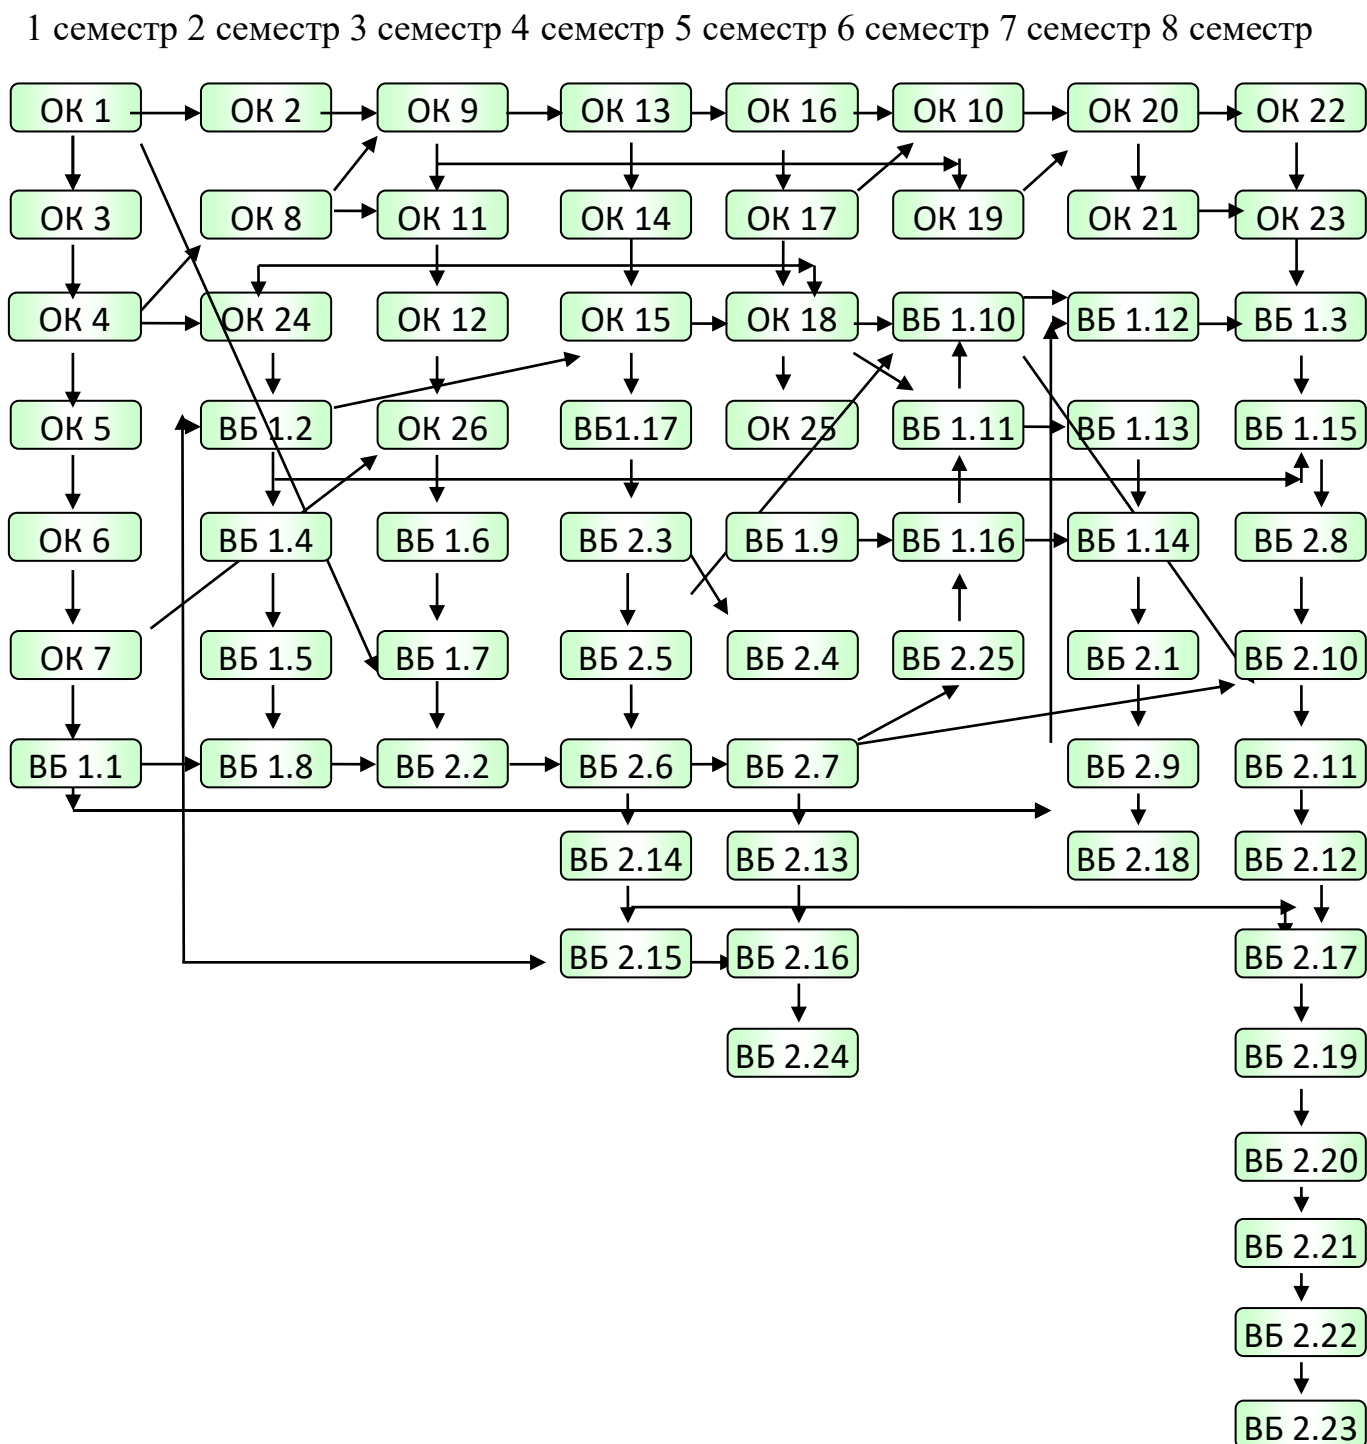 1 семестр 2 семестр 3 семестр 4 семестр 5 семестр 6 семестр 7 семестр 8 семестр
ОК 1 ОК 2 ОК 9 ОК 13 ОК 16 ОК 10 ОК 20 ОК 22
ОК 3 ОК 8 ОК 11 ОК 14 ОК 17 ОК 19 ОК 21 ОК 23
ОК 4 ОК 24 ОК 12 ОК 15 ОК 18 ВБ 1.10 ВБ 1.12 ВБ 1.3
ОК 5 ВБ 1.2 ОК 26 ВБ1.17 ОК 25 ВБ 1.11 ВБ 1.13 ВБ 1.15
ОК 6 ВБ 1.4 ВБ 1.6 ВБ 2.3 ВБ 1.9 ВБ 1.16 ВБ 1.14 ВБ 2.8
ОК 7 ВБ 1.5 ВБ 1.7 ВБ 2.5 ВБ 2.4 ВБ 2.25 ВБ 2.1 ВБ 2.10
ВБ 1.1 ВБ 1.8 ВБ 2.2 ВБ 2.6 ВБ 2.7 ВБ 2.9 ВБ 2.11
ВБ 2.14 ВБ 2.13 ВБ 2.18 ВБ 2.12
ВБ 2.15 ВБ 2.16 ВБ 2.17
ВБ 2.24 ВБ 2.19
ВБ 2.20
ВБ 2.21
ВБ 2.22
ВБ 2.23